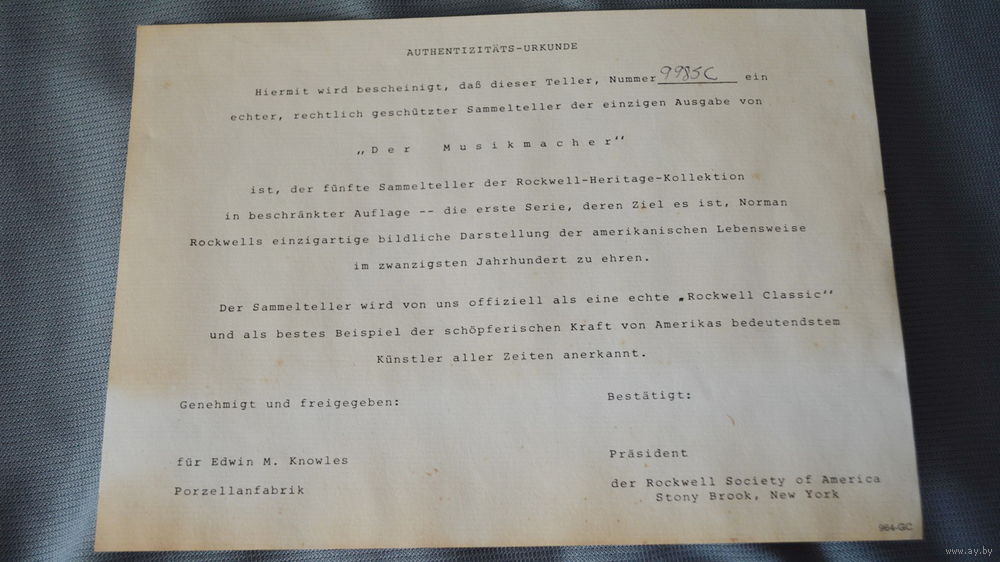 AUTHENTIZITÄTS-URKUNDE
Hiermit wird bescheinigt, daß dieser Teller, Nummer 9985C ein
echter, rechtlich geschützter Sammelteller der einzigen Ausgabe von
„Der Musikmacher“
ist, der fünfte Sammelteller der Rockwell-Heritage-Kollektion
in beschränkter Auflage -- die erste Serie, deren Ziel es ist, Norman
Rockwells einzigartige bildliche Darstellung der amerikanischen Lebensweise
im zwanzigsten Jahrhundert zu ehren.
Der Sammelteller wird von uns offiziell als eine echte „Rockwell Classic“
und als bestes Beispiel der schöpferischen Kraft von Amerikas bedeutendstem
Künstler aller Zeiten anerkannt.
Genehmigt und freigegeben:
für Edwin M. Knowles
Porzellanfabrik
Bestätigt:
Präsident
der Rockwell Society of America
Stony Brook, New York
964-GC
www.ay.by